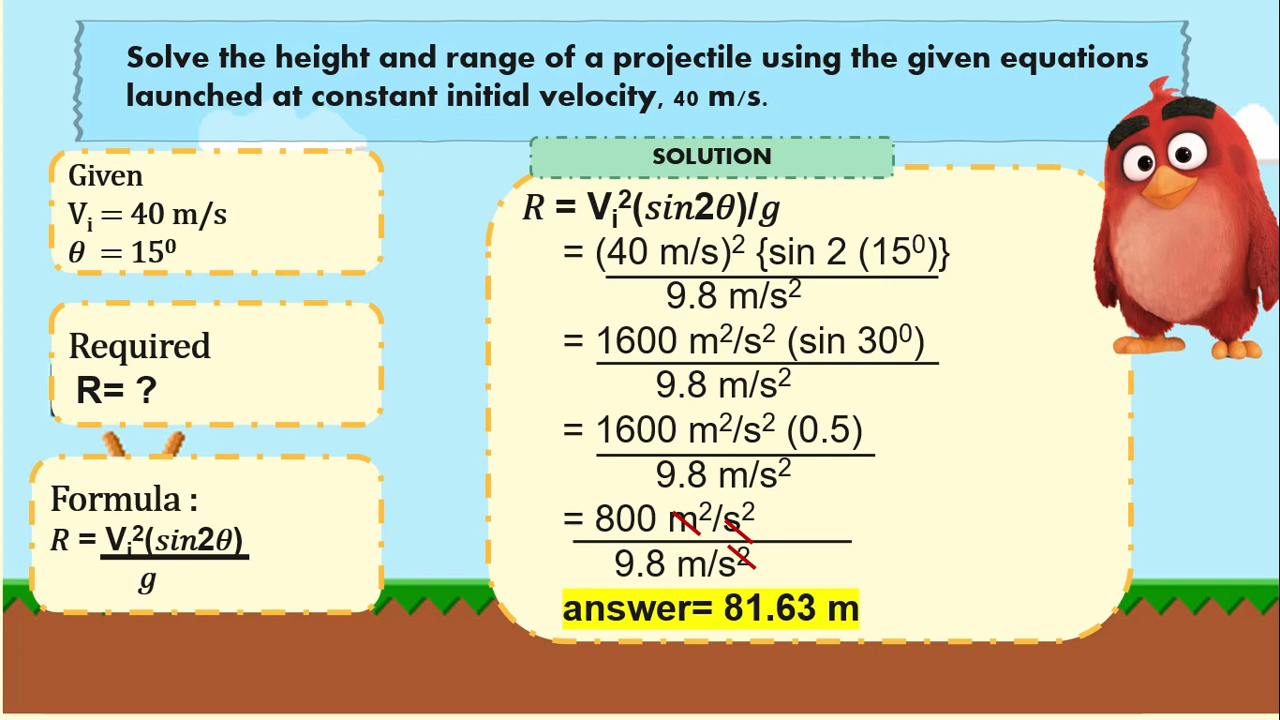 Solve the height and range of a projectile using the given equations
launched at constant initial velocity, 40 m/s.
Given
Vᵢ = 40 m/s
θ = 15⁰
Required
R= ?
Formula :
R = Vᵢ²(sin2θ)
g
SOLUTION
R = Vᵢ²(sin2θ)/g
= (40 m/s)² {sin 2 (15⁰)}
9.8 m/s²
= 1600 m²/s² (sin 30⁰)
9.8 m/s²
= 1600 m²/s² (0.5)
9.8 m/s²
= 800 m²/s²
9.8 m/s²
answer= 81.63 m